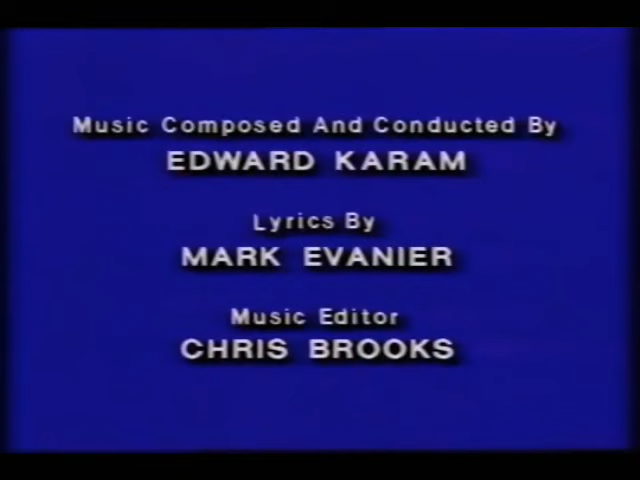 Music Composed And Conducted By
EDWARD KARAM
Lyrics By
MARK EVANIER
Music Editor
CHRIS BROOKS